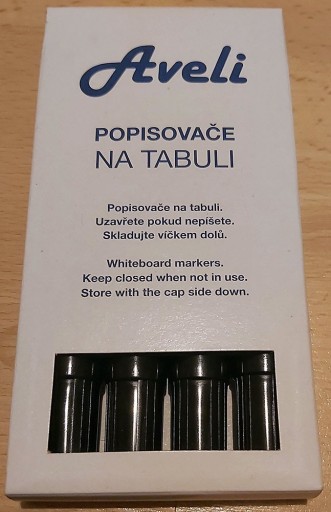 Aveli
POPISOVAČE
NA TABULI
Popisovače na tabuli.
Uzavřete pokud nepíšete.
Skladujte víčkem dolů.
Whiteboard markers.
Keep closed when not in use.
Store with the cap side down.